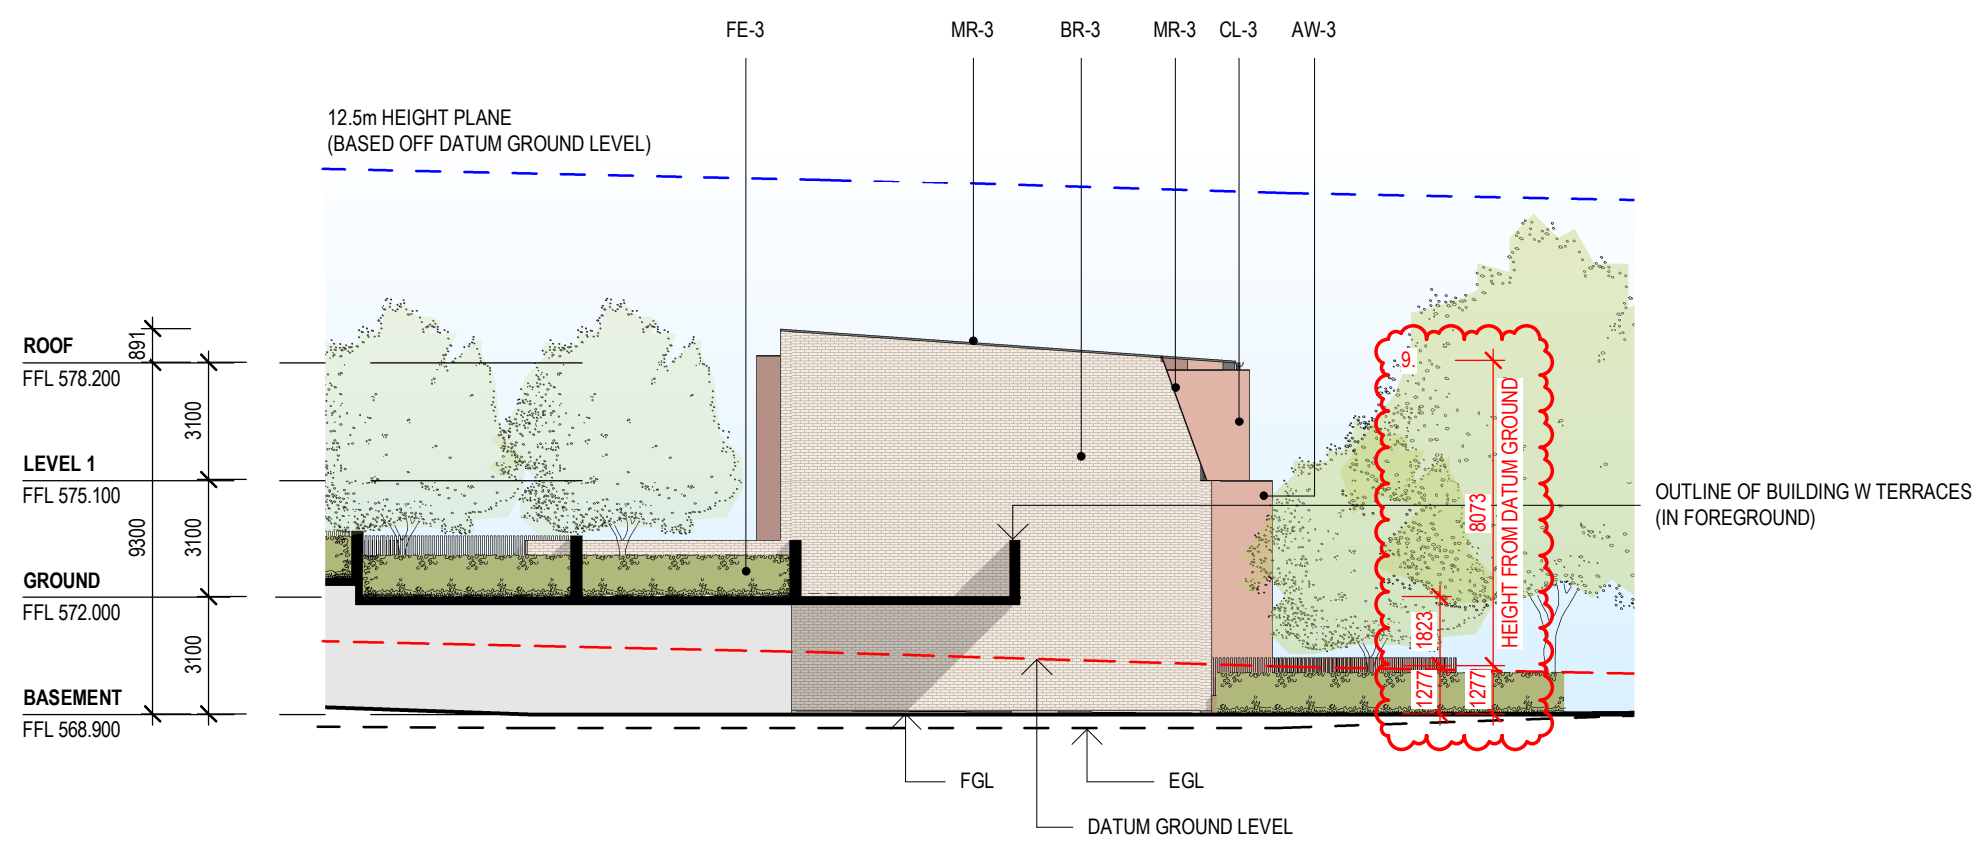 FE-3
MR-3
BR-3
MR-3
CL-3
AW-3
12.5m HEIGHT PLANE
(BASED OFF DATUM GROUND LEVEL)
891
ROOF
FFL 578.200
3100
LEVEL 1
FFL 575.100
9300
3100
GROUND
FFL 572.000
3100
BASEMENT
FFL 568.900
9.
HEIGHT FROM DATUM GROUND
8073
1823
1277
1277
OUTLINE OF BUILDING W TERRACES
(IN FOREGROUND)
FGL
EGL
DATUM GROUND LEVEL